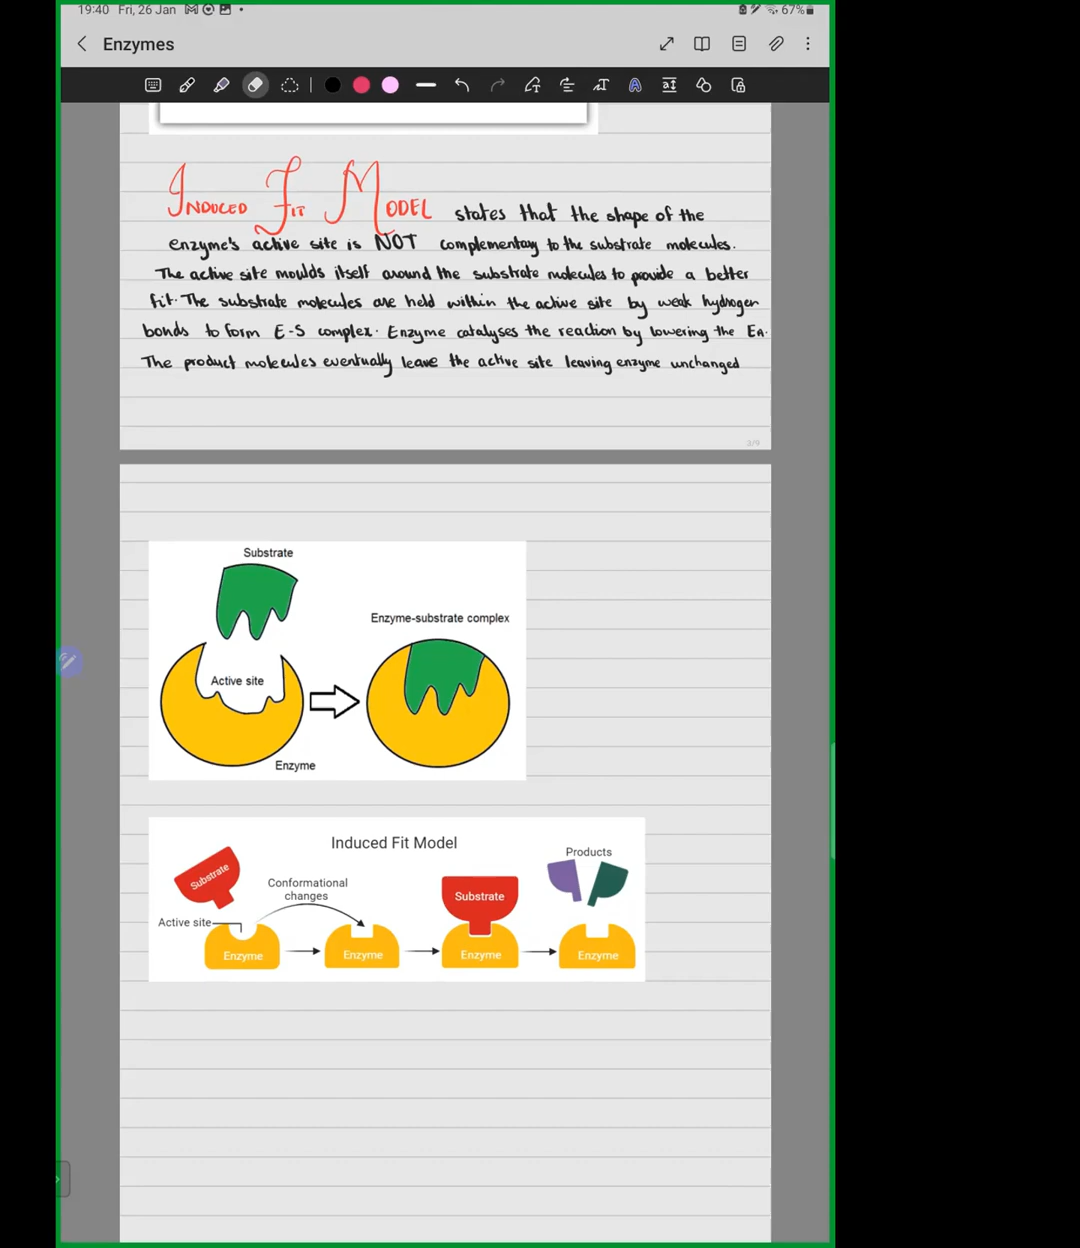 19:40 Fri, 26 Jan
67%
Enzymes
INDUCED FIT MODEL states that the shape of the
enzyme's active site is NOT complementary to the substrate molecules.
The active site moulds itself around the substrate molecules to provide a better
fit. The substrate molecules are held within the active site by weak hydrogen
bonds to form E-S complex. Enzyme catalyses the reaction by lowering the EA.
The product molecules eventually leave the active site leaving enzyme unchanged
3/9
Substrate
Enzyme-substrate complex
Active site
Enzyme
Induced Fit Model
Products
Substrate
Conformational
changes
Substrate
Active site
Enzyme
Enzyme
Enzyme
Enzyme